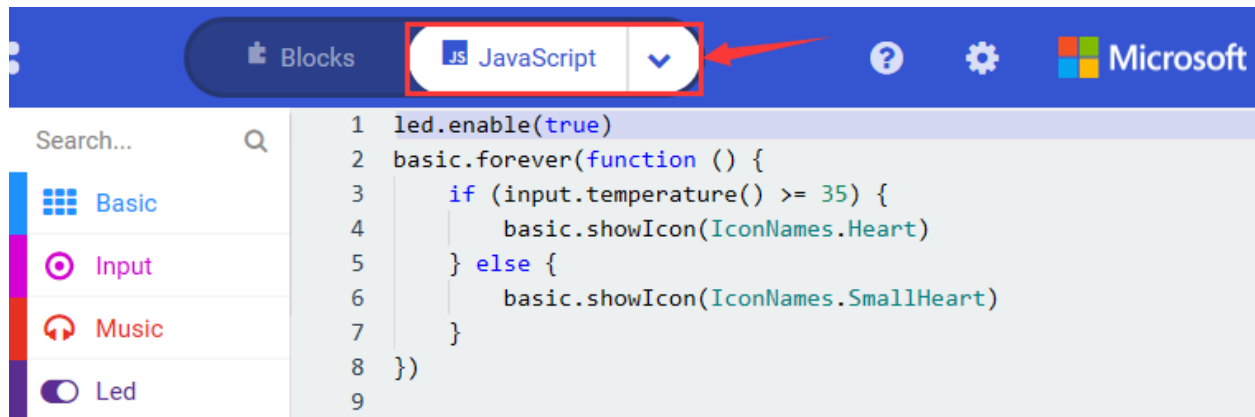 Blocks
JS JavaScript
Microsoft
Search...
Basic
Input
Music
Led
1 led.enable(true)
2 basic.forever(function () {
3     if (input.temperature() >= 35) {
4         basic.showIcon(IconNames.Heart)
5     } else {
6         basic.showIcon(IconNames.SmallHeart)
7     }
8 })
9